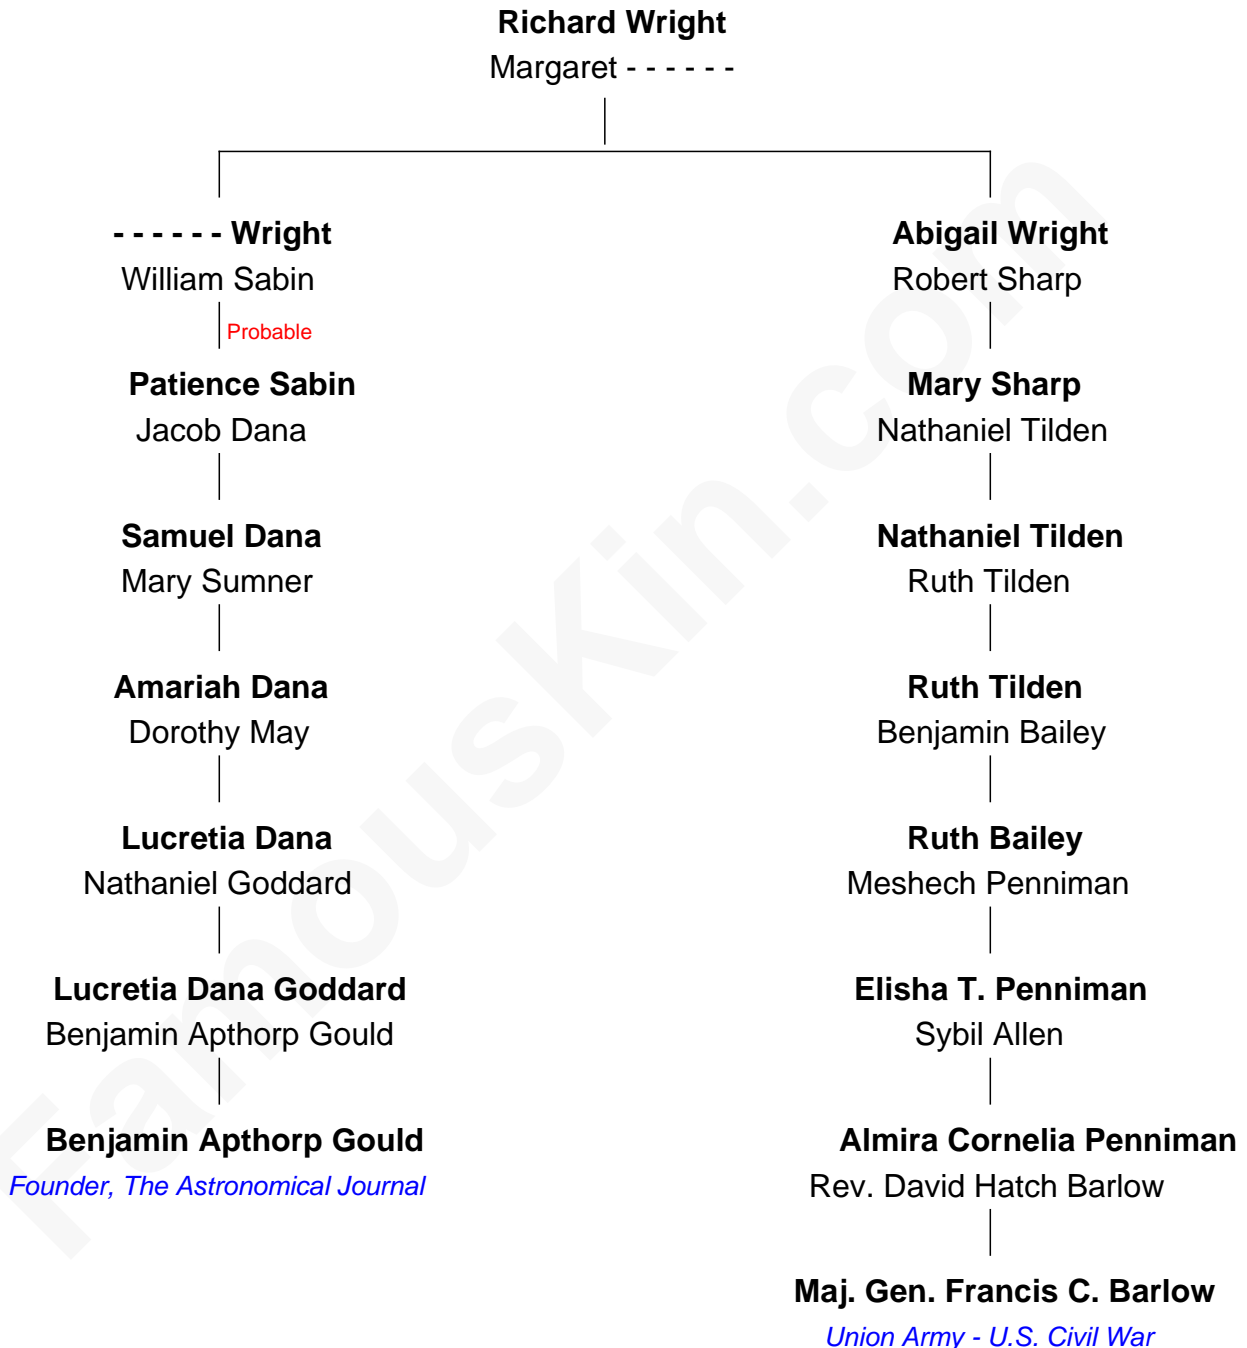 Richard Wright
Margaret - - - - - -
- - - - - - Wright
William Sabin
Probable
Patience Sabin
Jacob Dana
Samuel Dana
Mary Sumner
Amariah Dana
Dorothy May
Lucretia Dana
Nathaniel Goddard
Lucretia Dana Goddard
Benjamin Apthorp Gould
Benjamin Apthorp Gould
Founder, The Astronomical Journal
Abigail Wright
Robert Sharp
Mary Sharp
Nathaniel Tilden
Nathaniel Tilden
Ruth Tilden
Ruth Tilden
Benjamin Bailey
Ruth Bailey
Meshech Penniman
Elisha T. Penniman
Sybil Allen
Almira Cornelia Penniman
Rev. David Hatch Barlow
Maj. Gen. Francis C. Barlow
Union Army - U.S. Civil War
FamousKin.com